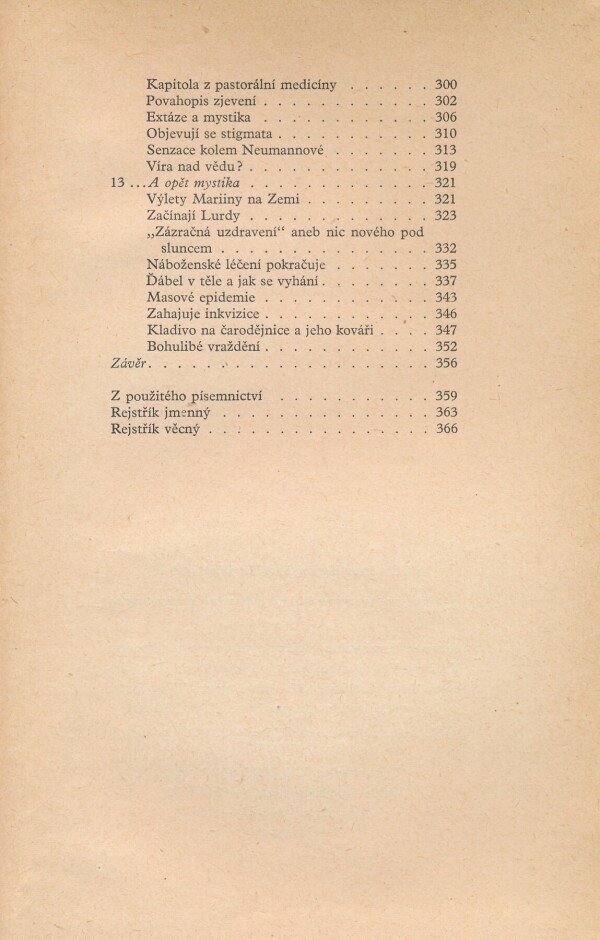 Kapitola z pastorální medicíny . . . . . . 300
Povahopis zjevení . . . . . . . . . . . . 302
Extáze a mystika . . . . . . . . . . . . 306
Objevují se stigmata . . . . . . . . . . . 310
Senzace kolem Neumannové . . . . . . . 313
Víra nad vědu? . . . . . . . . . . . . . 319
13 ...A opět mystika . . . . . . . . . . . . . 321
Výlety Mariiny na Zemi . . . . . . . . . 321
Začínají Lurdy . . . . . . . . . . . . . 323
„Zázračná uzdravení“ aneb nic nového pod
sluncem . . . . . . . . . . . . . . . 332
Náboženské léčení pokračuje . . . . . . . 335
Ďábel v těle a jak se vyhání . . . . . . . . 337
Masové epidemie . . . . . . . . . . . . 343
Zahajuje inkvizice . . . . . . . . . . . . 346
Kladivo na čarodějnice a jeho kováři . . . . 347
Bohulibé vraždění . . . . . . . . . . . . 352
Závěr . . . . . . . . . . . . . . . . . . . . 356
Z použitého písemnictví . . . . . . . . . . 359
Rejstřík jmenný . . . . . . . . . . . . . . 363
Rejstřík věcný . . . . . . . . . . . . . . . 366